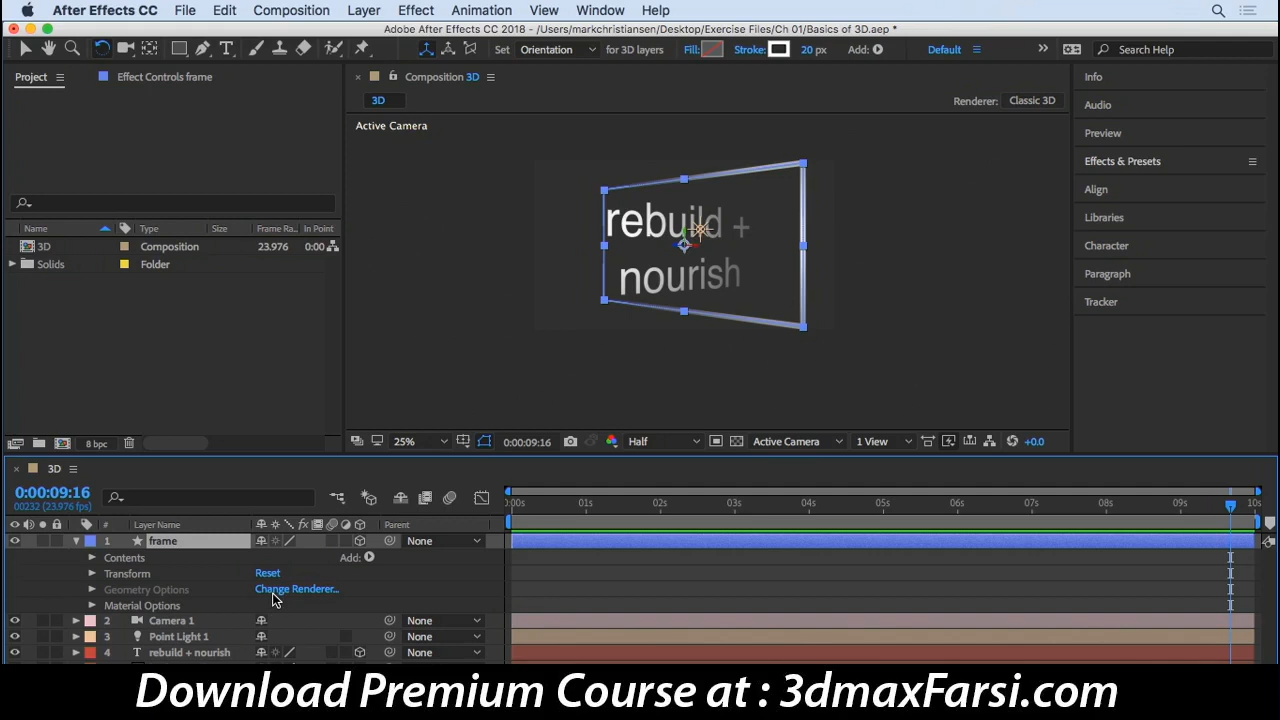 After Effects CC File Edit Composition Layer Effect Animation View Window Help
Adobe After Effects CC 2018 - /Users/markchristiansen/Desktop/Exercise Files/Ch 01/Basics of 3D.aep *
Set Orientation for 3D layers Fill: Stroke: 20 px Add: Default Search Help
Project Effect Controls frame
Composition 3D
Info
3D
Renderer: Classic 3D
Audio
Active Camera
Preview
Effects & Presets
Align
Libraries
Character
Paragraph
Tracker
rebuild +
nourish
Name Type Size Frame Ra... In Point
3D Composition 23.976 0:00
Solids Folder
8 bpc
25% 0:00:09:16 Half Active Camera 1 View +0.0
3D
0:00:09:16
00232 (23.976 fps)
:00s 01s 02s 03s 04s 05s 06s 07s 08s 09s 10s
# Layer Name fx Parent
1 frame None
Contents Add:
Transform Reset
Geometry Options Change Renderer...
Material Options
2 Camera 1 None
3 Point Light 1 None
4 T rebuild + nourish None
Download Premium Course at : 3dmaxFarsi.com